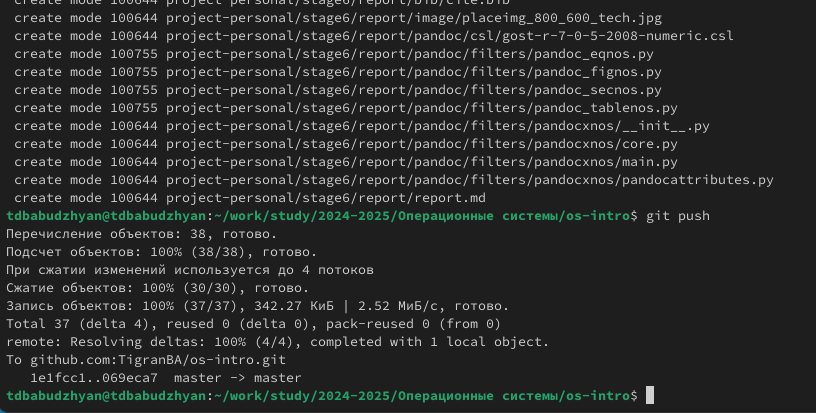 create mode 100644 project-personal/stage6/report/bib/cite.bib
create mode 100644 project-personal/stage6/report/image/placeimg_800_600_tech.jpg
create mode 100644 project-personal/stage6/report/pandoc/csl/gost-r-7-0-5-2008-numeric.csl
create mode 100755 project-personal/stage6/report/pandoc/filters/pandoc_eqnos.py
create mode 100755 project-personal/stage6/report/pandoc/filters/pandoc_fignos.py
create mode 100755 project-personal/stage6/report/pandoc/filters/pandoc_secnos.py
create mode 100755 project-personal/stage6/report/pandoc/filters/pandoc_tablenos.py
create mode 100644 project-personal/stage6/report/pandoc/filters/pandocxnos/__init__.py
create mode 100644 project-personal/stage6/report/pandoc/filters/pandocxnos/core.py
create mode 100644 project-personal/stage6/report/pandoc/filters/pandocxnos/main.py
create mode 100644 project-personal/stage6/report/pandoc/filters/pandocxnos/pandocattributes.py
create mode 100644 project-personal/stage6/report/report.md
tdbabudzhyan@tdbabudzhyan:~/work/study/2024-2025/Операционные системы/os-intro$ git push
Перечисление объектов: 38, готово.
Подсчет объектов: 100% (38/38), готово.
При сжатии изменений используется до 4 потоков
Сжатие объектов: 100% (30/30), готово.
Запись объектов: 100% (37/37), 342.27 КиБ | 2.52 МиБ/с, готово.
Total 37 (delta 4), reused 0 (delta 0), pack-reused 0 (from 0)
remote: Resolving deltas: 100% (4/4), completed with 1 local object.
To github.com:TigranBA/os-intro.git
1e1fcc1..069eca7  master -> master
tdbabudzhyan@tdbabudzhyan:~/work/study/2024-2025/Операционные системы/os-intro$